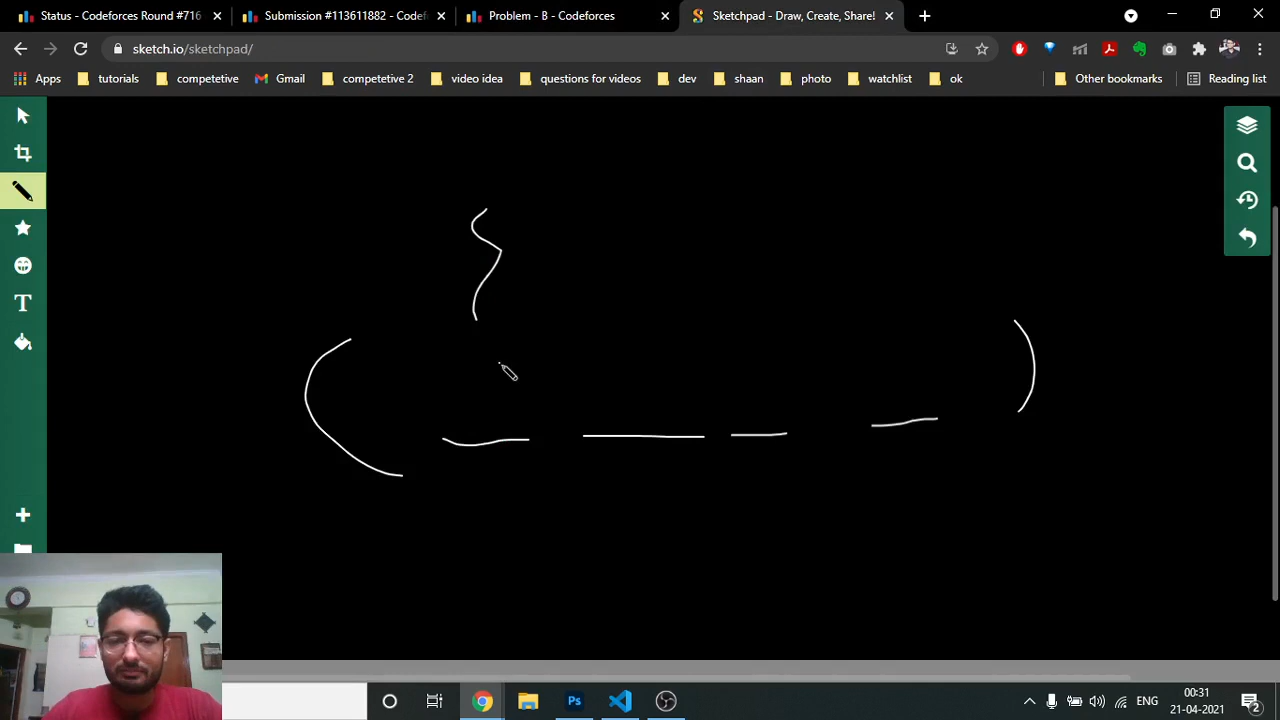 Status - Codeforces Round #716
Submission #113611882 - Codef
Problem - B - Codeforces
Sketchpad - Draw, Create, Share!
sketch.io/sketchpad/
Apps tutorials competetive Gmail competetive 2 video idea questions for videos dev shaan photo watchlist ok Other bookmarks Reading list
T
Ps
ENG
00:31
21-04-2021
2